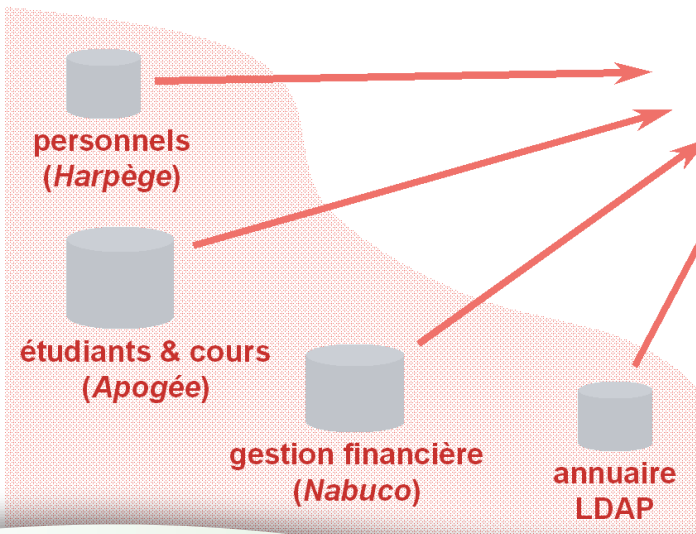 personnels
(Harpège)
étudiants & cours
(Apogée)
gestion financière
(Nabuco)
annuaire
LDAP